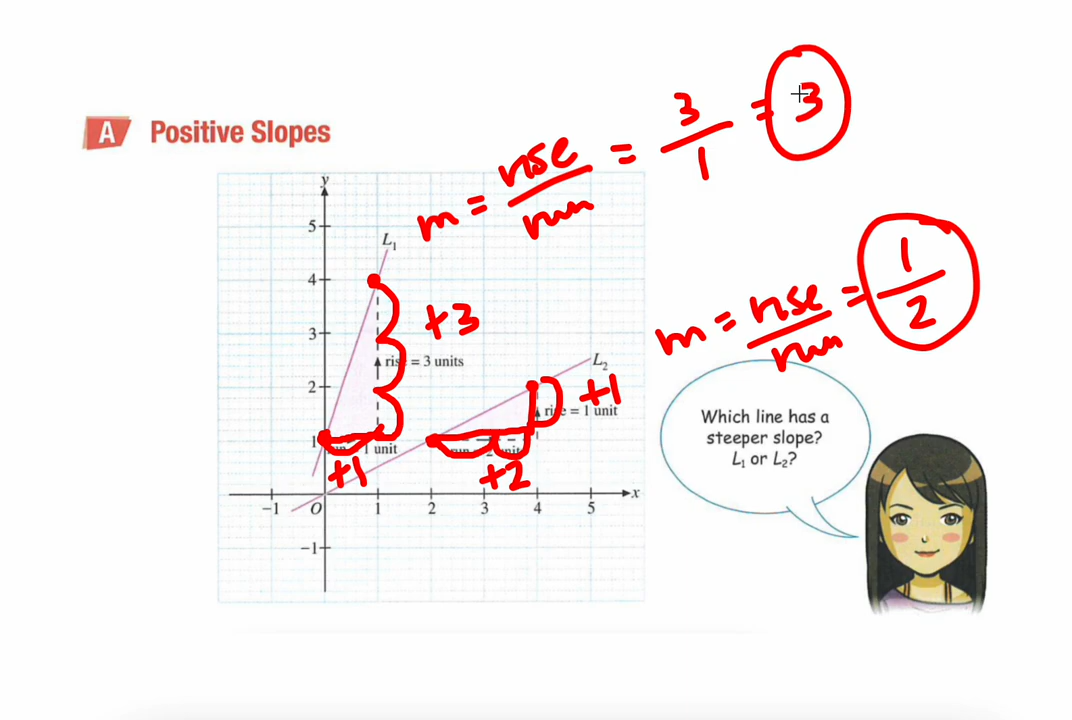 A Positive Slopes
m = rise/run = 3/1 = 3
m = rise/run = 1/2
y
5
4
3
2
1
L₁
+3
rise = 3 units
L₂
+1
rise = 1 unit
1 unit
+1
+2
-1
O
1
2
3
4
5
x
-1
Which line has a
steeper slope?
L₁ or L₂?